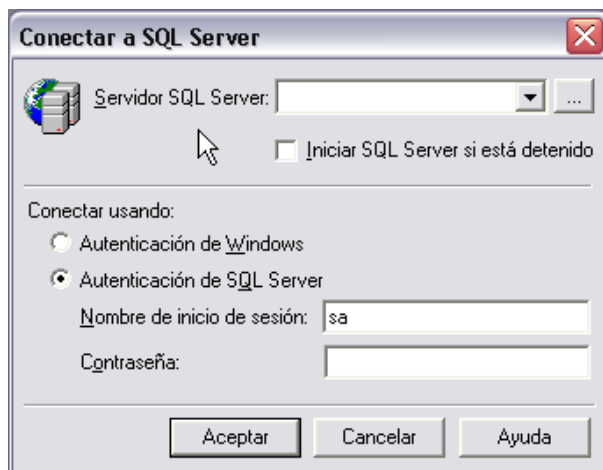 Conectar a SQL Server
Servidor SQL Server:
...
Iniciar SQL Server si está detenido
Conectar usando:
Autenticación de Windows
Autenticación de SQL Server
Nombre de inicio de sesión: sa
Contraseña:
Aceptar Cancelar Ayuda